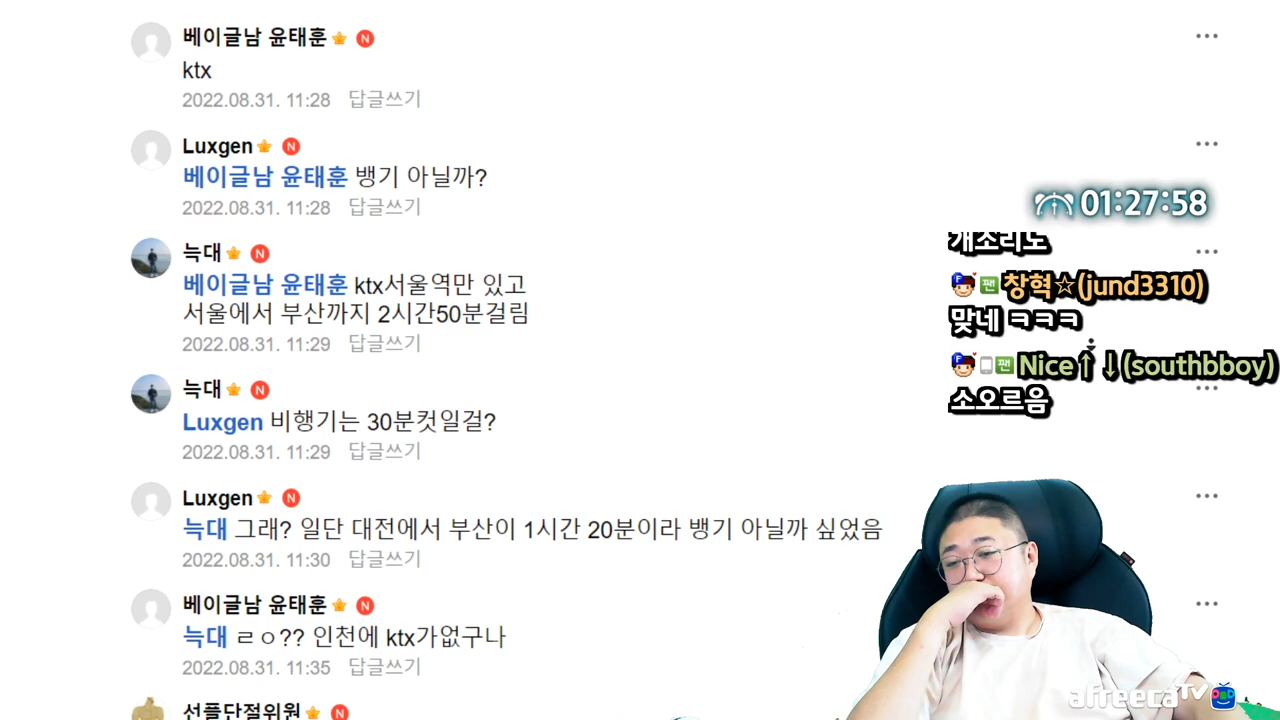 베이글남 윤태훈 N
ktx
2022.08.31. 11:28 답글쓰기
Luxgen N
베이글남 윤태훈 뱅기 아닐까?
2022.08.31. 11:28 답글쓰기
늑대 N
베이글남 윤태훈 ktx서울역만 있고
서울에서 부산까지 2시간50분걸림
2022.08.31. 11:29 답글쓰기
늑대 N
Luxgen 비행기는 30분컷일걸?
2022.08.31. 11:29 답글쓰기
Luxgen N
늑대 그래? 일단 대전에서 부산이 1시간 20분이라 뱅기 아닐까 싶었음
2022.08.31. 11:30 답글쓰기
베이글남 윤태훈 N
늑대 ㄹㅇ?? 인천에 ktx가없구나
2022.08.31. 11:35 답글쓰기
선플단절위원 N
01:27:58
개소리노
팬 창혁☆(jund3310)
맞네 ㅋㅋㅋ
팬 Nice↑↓(southbboy)
소오르음
afreecaTV